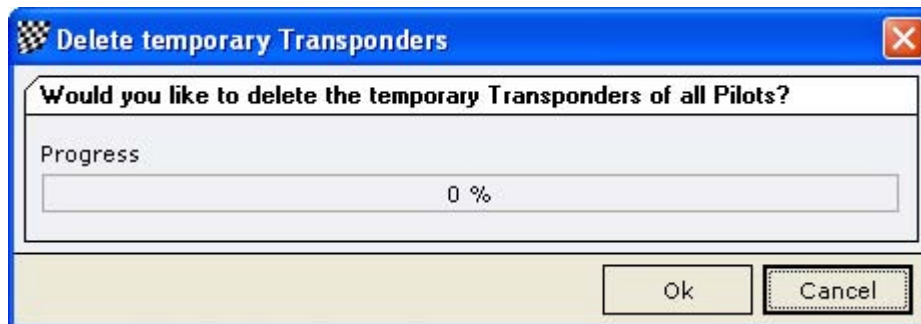 Delete temporary Transponders
Would you like to delete the temporary Transponders of all Pilots?
Progress
0 %
Ok
Cancel